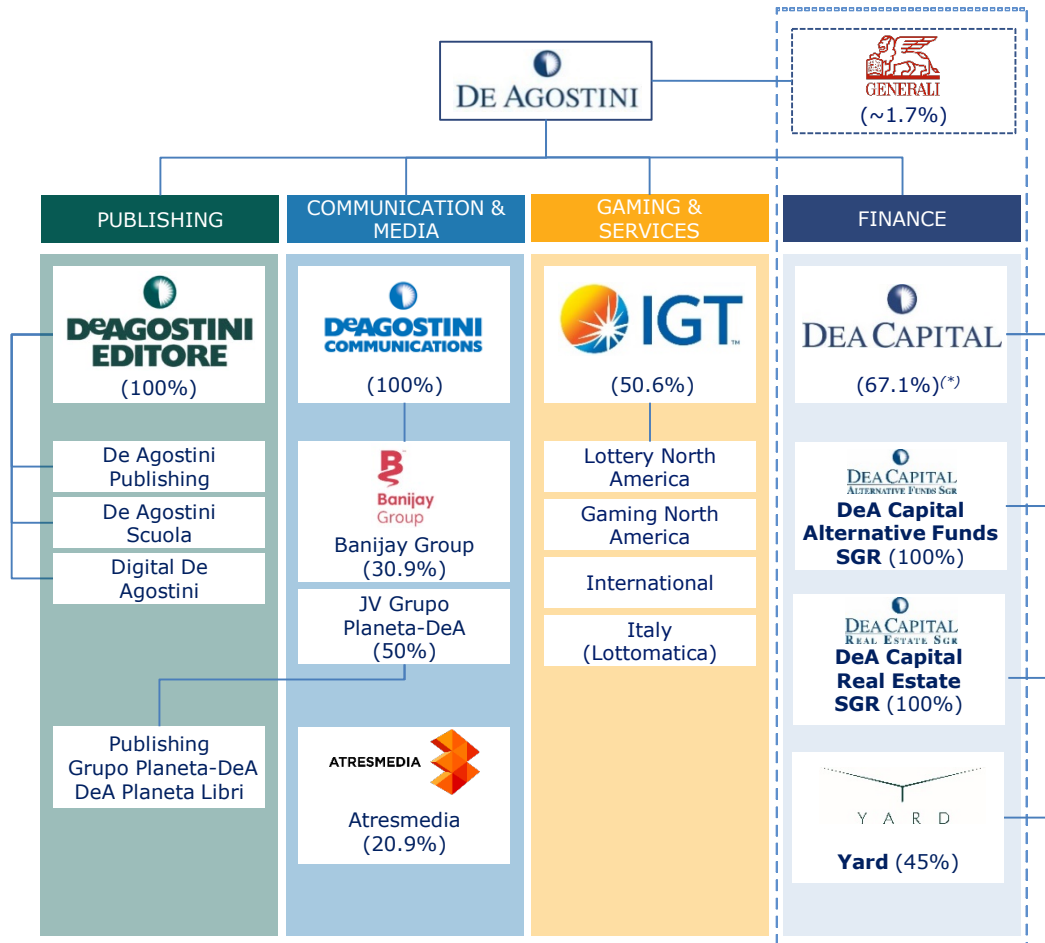 DE AGOSTINI
GENERALI
(~1.7%)
PUBLISHING
COMMUNICATION &
MEDIA
GAMING &
SERVICES
FINANCE
DeAGOSTINI
EDITORE
(100%)
De Agostini
Publishing
De Agostini
Scuola
Digital De
Agostini
Publishing
Grupo Planeta-DeA
DeA Planeta Libri
DeAGOSTINI
COMMUNICATIONS
(100%)
Banijay
Group
Banijay Group
(30.9%)
JV Grupo
Planeta-DeA
(50%)
ATRESMEDIA
Atresmedia
(20.9%)
IGT™
(50.6%)
Lottery North
America
Gaming North
America
International
Italy
(Lottomatica)
DEA CAPITAL
(67.1%)(*)
DEA CAPITAL
ALTERNATIVE FUNDS SGR
DeA Capital
Alternative Funds
SGR (100%)
DEA CAPITAL
REAL ESTATE SGR
DeA Capital
Real Estate
SGR (100%)
YARD
Yard (45%)